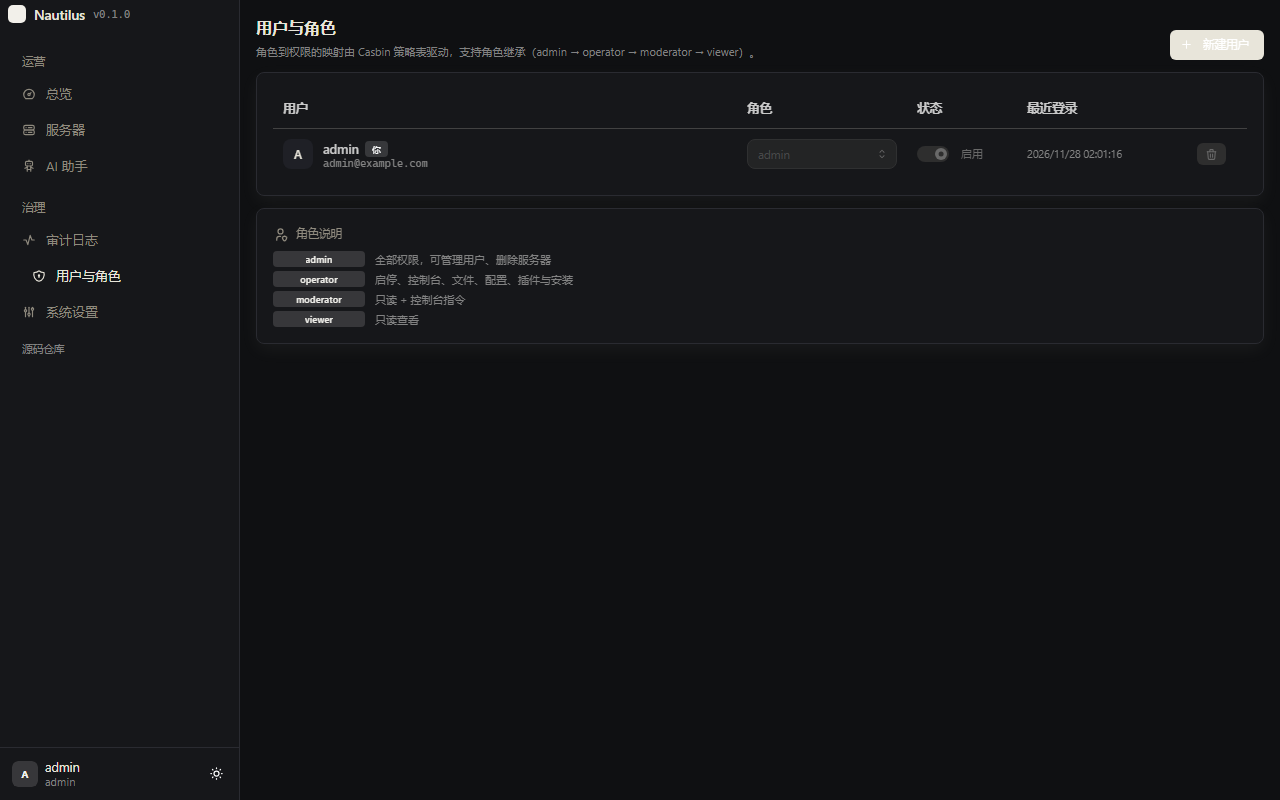 Nautilus v0.1.0
运营
总览
服务器
AI 助手
治理
审计日志
用户与角色
系统设置
源码仓库
A
admin
admin
用户与角色
角色到权限的映射由 Casbin 策略表驱动，支持角色继承（admin → operator → moderator → viewer）。
+ 新建用户
用户 角色 状态 最近登录
A admin 你 admin 启用 2026/11/28 02:01:16
admin@example.com
角色说明
admin 全部权限，可管理用户、删除服务器
operator 启停、控制台、文件、配置、插件与安装
moderator 只读 + 控制台指令
viewer 只读查看